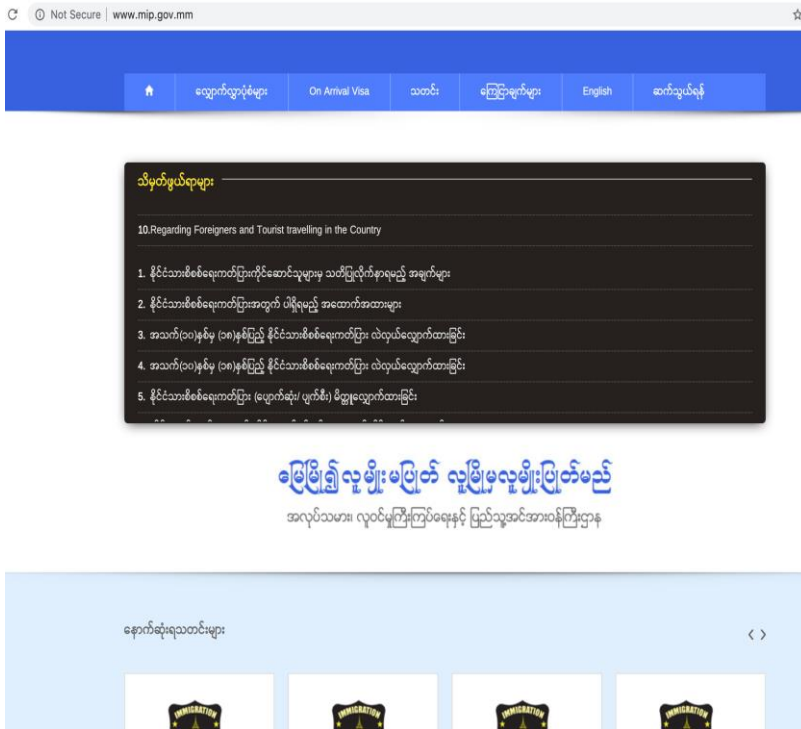 Not Secure | www.mip.gov.mm
လျှောက်လွှာပုံစံများ On Arrival Visa သတင်း ကြေငြာချက်များ English ဆက်သွယ်ရန်
သိမှတ်ဖွယ်ရာများ
10.Regarding Foreigners and Tourist travelling in the Country
1. နိုင်ငံသားစိစစ်ရေးကတ်ပြားကိုင်ဆောင်သူများမှ သတိပြုလိုက်နာရမည့် အချက်များ
2. နိုင်ငံသားစိစစ်ရေးကတ်ပြားအတွက် ပါရှိရမည့် အထောက်အထားများ
3. အသက်(၁၀)နှစ်မှ (၁၈)နှစ်ပြည့် နိုင်ငံသားစိစစ်ရေးကတ်ပြား လဲလှယ်လျှောက်ထားခြင်း
4. အသက်(၁၀)နှစ်မှ (၁၈)နှစ်ပြည့် နိုင်ငံသားစိစစ်ရေးကတ်ပြား လဲလှယ်လျှောက်ထားခြင်း
5. နိုင်ငံသားစိစစ်ရေးကတ်ပြား (ပျောက်ဆုံး/ ပျက်စီး) မိတ္တူလျှောက်ထားခြင်း
မြေမြို၍လူမျိုးမပြုတ် လူမြိုမှလူမျိုးပြုတ်မည်
အလုပ်သမား၊ လူဝင်မှုကြီးကြပ်ရေးနှင့် ပြည်သူ့အင်အားဝန်ကြီးဌာန
နောက်ဆုံးရသတင်းများ
IMMIGRATION IMMIGRATION IMMIGRATION IMMIGRATION